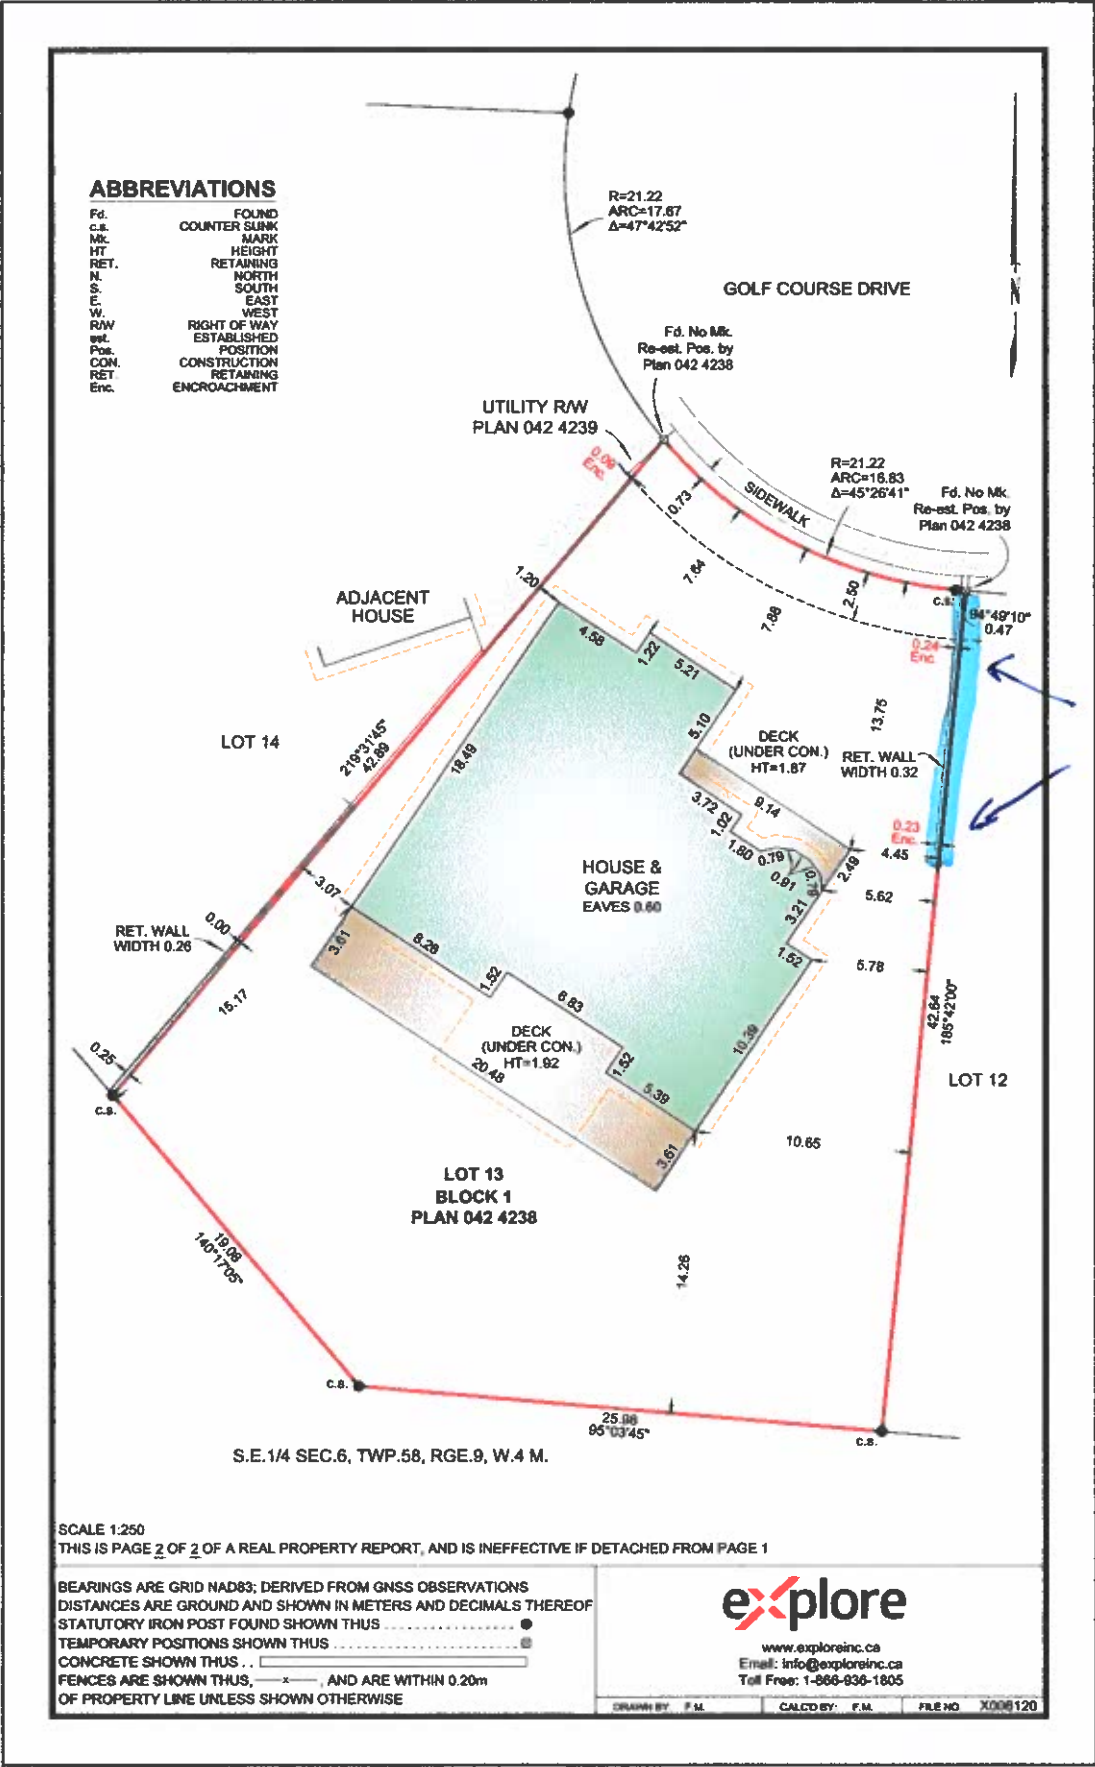 ABBREVIATIONS
Fd. FOUND
c.s. COUNTER SUNK
Mk. MARK
HT HEIGHT
RET. RETAINING
N. NORTH
S. SOUTH
E. EAST
W. WEST
R/W RIGHT OF WAY
est. ESTABLISHED
Pos. POSITION
CON. CONSTRUCTION
RET. RETAINING
Enc. ENCROACHMENT
R=21.22
ARC=17.67
Δ=47°42'52"
GOLF COURSE DRIVE
Fd. No Mk.
Re-est. Pos. by
Plan 042 4238
UTILITY R/W
PLAN 042 4239
0.09
Enc.
R=21.22
ARC=16.83
Δ=45°26'41"
Fd. No Mk.
Re-est. Pos. by
Plan 042 4238
SIDEWALK
0.73
7.64
7.88
2.50
c.s.
94°49'10"
0.47
0.24
Enc.
1.20
ADJACENT
HOUSE
4.58
1.22
5.21
5.10
13.75
LOT 14
219°31'45"
42.89
18.49
DECK
(UNDER CON.)
HT=1.87
RET. WALL
WIDTH 0.32
9.14
3.72
1.02
1.80
0.79
0.91
0.79
2.49
0.23
Enc.
4.45
HOUSE &
GARAGE
EAVES 0.60
5.62
3.21
1.52
5.78
3.07
0.00
RET. WALL
WIDTH 0.26
3.61
8.28
1.52
6.83
15.17
DECK
(UNDER CON.)
HT=1.92
20.48
1.52
5.39
10.39
42.64
185°42'00"
LOT 12
0.25
c.s.
10.65
3.61
LOT 13
BLOCK 1
PLAN 042 4238
19.08
140°17'05"
14.26
c.s.
25.98
95°03'45"
c.s.
S.E.1/4 SEC.6, TWP.58, RGE.9, W.4 M.
SCALE 1:250
THIS IS PAGE 2 OF 2 OF A REAL PROPERTY REPORT, AND IS INEFFECTIVE IF DETACHED FROM PAGE 1
BEARINGS ARE GRID NAD83; DERIVED FROM GNSS OBSERVATIONS
DISTANCES ARE GROUND AND SHOWN IN METERS AND DECIMALS THEREOF
STATUTORY IRON POST FOUND SHOWN THUS
TEMPORARY POSITIONS SHOWN THUS
CONCRETE SHOWN THUS
FENCES ARE SHOWN THUS, —x— , AND ARE WITHIN 0.20m
OF PROPERTY LINE UNLESS SHOWN OTHERWISE
explore
www.exploreinc.ca
Email: info@exploreinc.ca
Toll Free: 1-866-936-1805
DRAWN BY: F.M.
CALC'D BY: F.M.
FILE NO. X006120